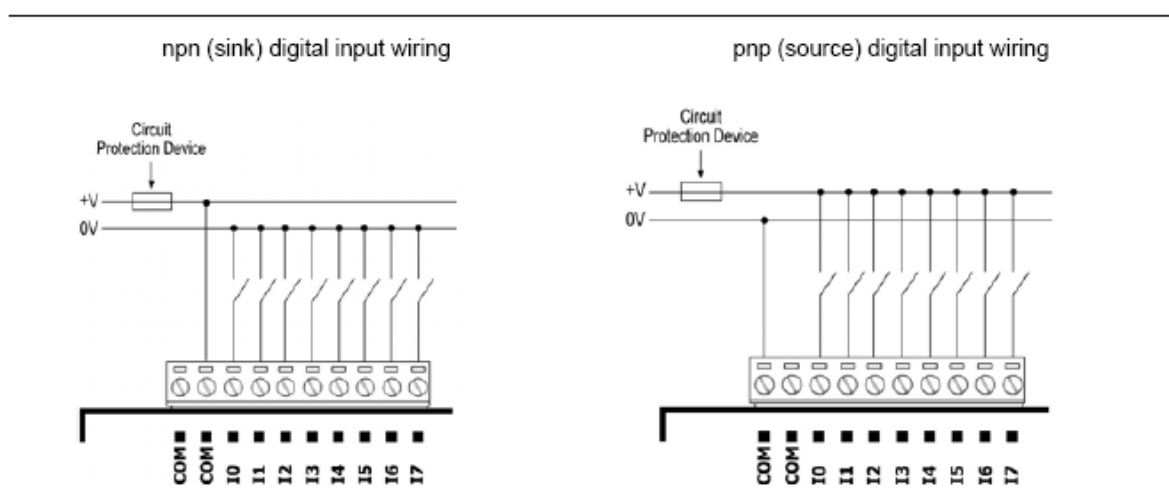 npn (sink) digital input wiring
Circuit
Protection Device
+V
0V
COM
COM
I0
I1
I2
I3
I4
I5
I6
I7
pnp (source) digital input wiring
Circuit
Protection Device
+V
0V
COM
COM
I0
I1
I2
I3
I4
I5
I6
I7